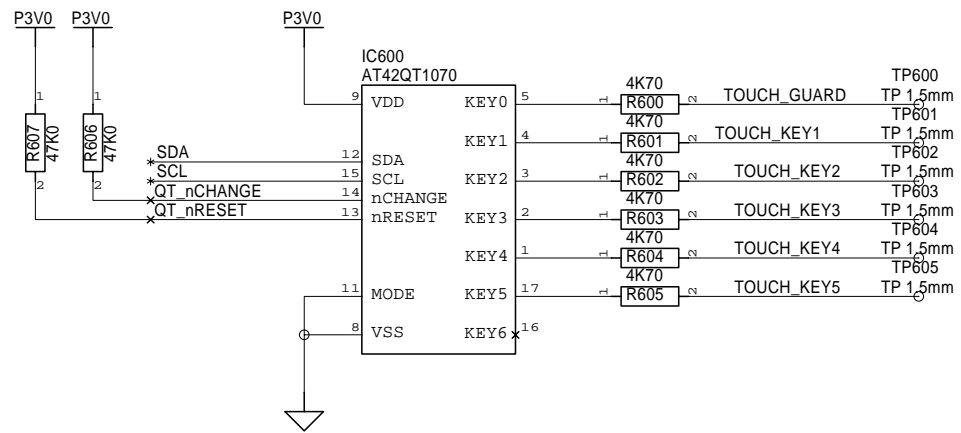 P3V0 P3V0 P3V0
IC600
AT42QT1070
1 R607 47K0 2
1 R606 47K0 2
9 VDD KEY0 5 1 4K70 R600 2 TOUCH_GUARD TP600 TP 1.5mm
KEY1 4 1 4K70 R601 2 TOUCH_KEY1 TP601 TP 1.5mm
SDA 12 SDA
SCL 15 SCL KEY2 3 1 4K70 R602 2 TOUCH_KEY2 TP602 TP 1.5mm
QT_nCHANGE 14 nCHANGE
QT_nRESET 13 nRESET KEY3 2 1 4K70 R603 2 TOUCH_KEY3 TP603 TP 1.5mm
KEY4 1 1 4K70 R604 2 TOUCH_KEY4 TP604 TP 1.5mm
11 MODE KEY5 17 1 4K70 R605 2 TOUCH_KEY5 TP605 TP 1.5mm
8 VSS KEY6 16